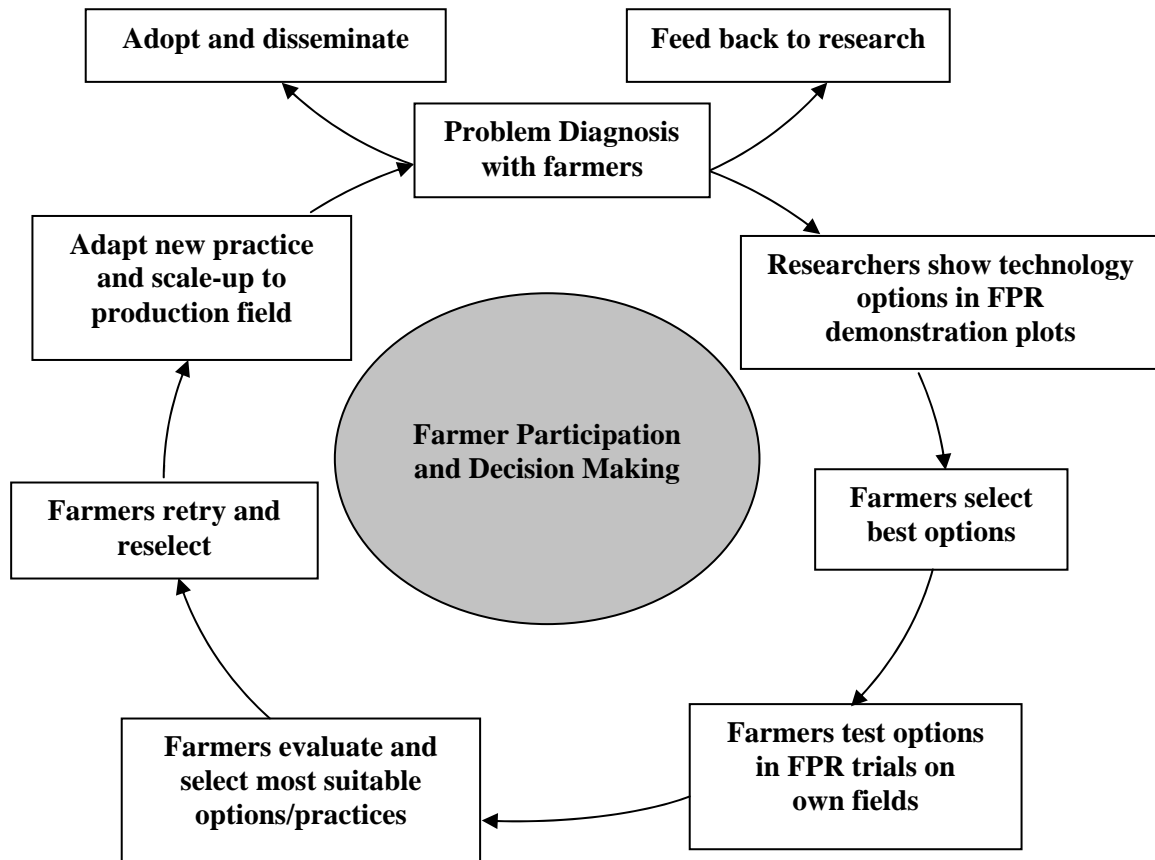 Adopt and disseminate
Feed back to research
Problem Diagnosis
with farmers
Adapt new practice
and scale-up to
production field
Researchers show technology
options in FPR
demonstration plots
Farmer Participation
and Decision Making
Farmers retry and
reselect
Farmers select
best options
Farmers evaluate and
select most suitable
options/practices
Farmers test options
in FPR trials on
own fields